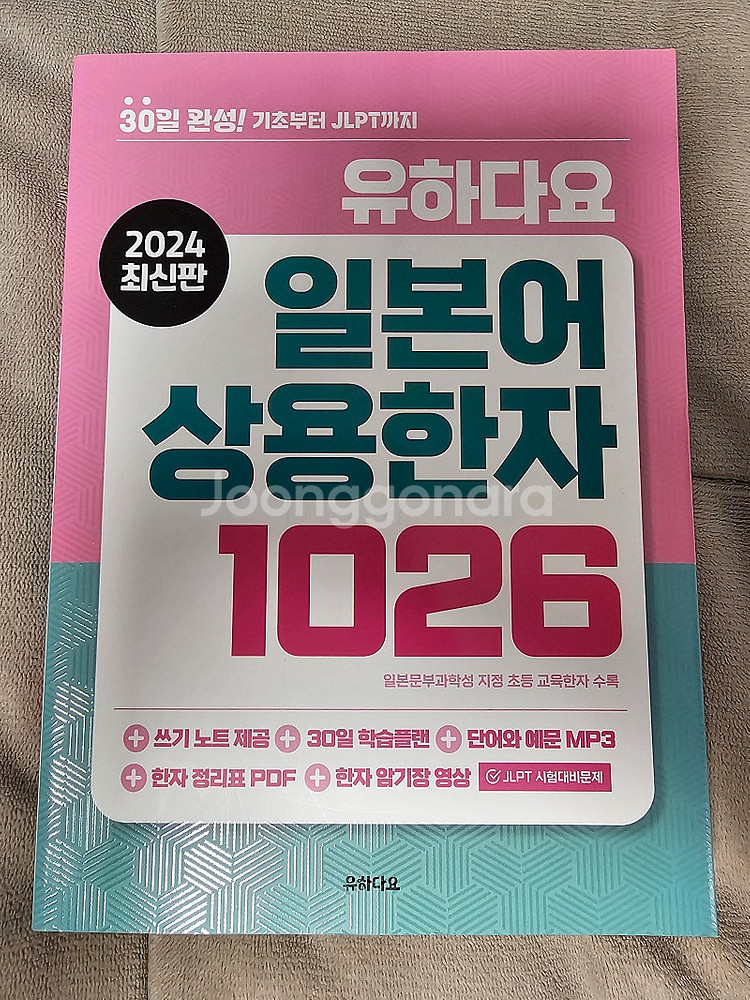 30일 완성! 기초부터 JLPT까지
유하다요
2024
최신판
일본어
상용한자
Joonggonara
1026
일본문부과학성 지정 초등 교육한자 수록
+ 쓰기 노트 제공 + 30일 학습플랜 + 단어와 예문 MP3
+ 한자 정리표 PDF + 한자 암기장 영상 JLPT 시험대비문제
유하다요